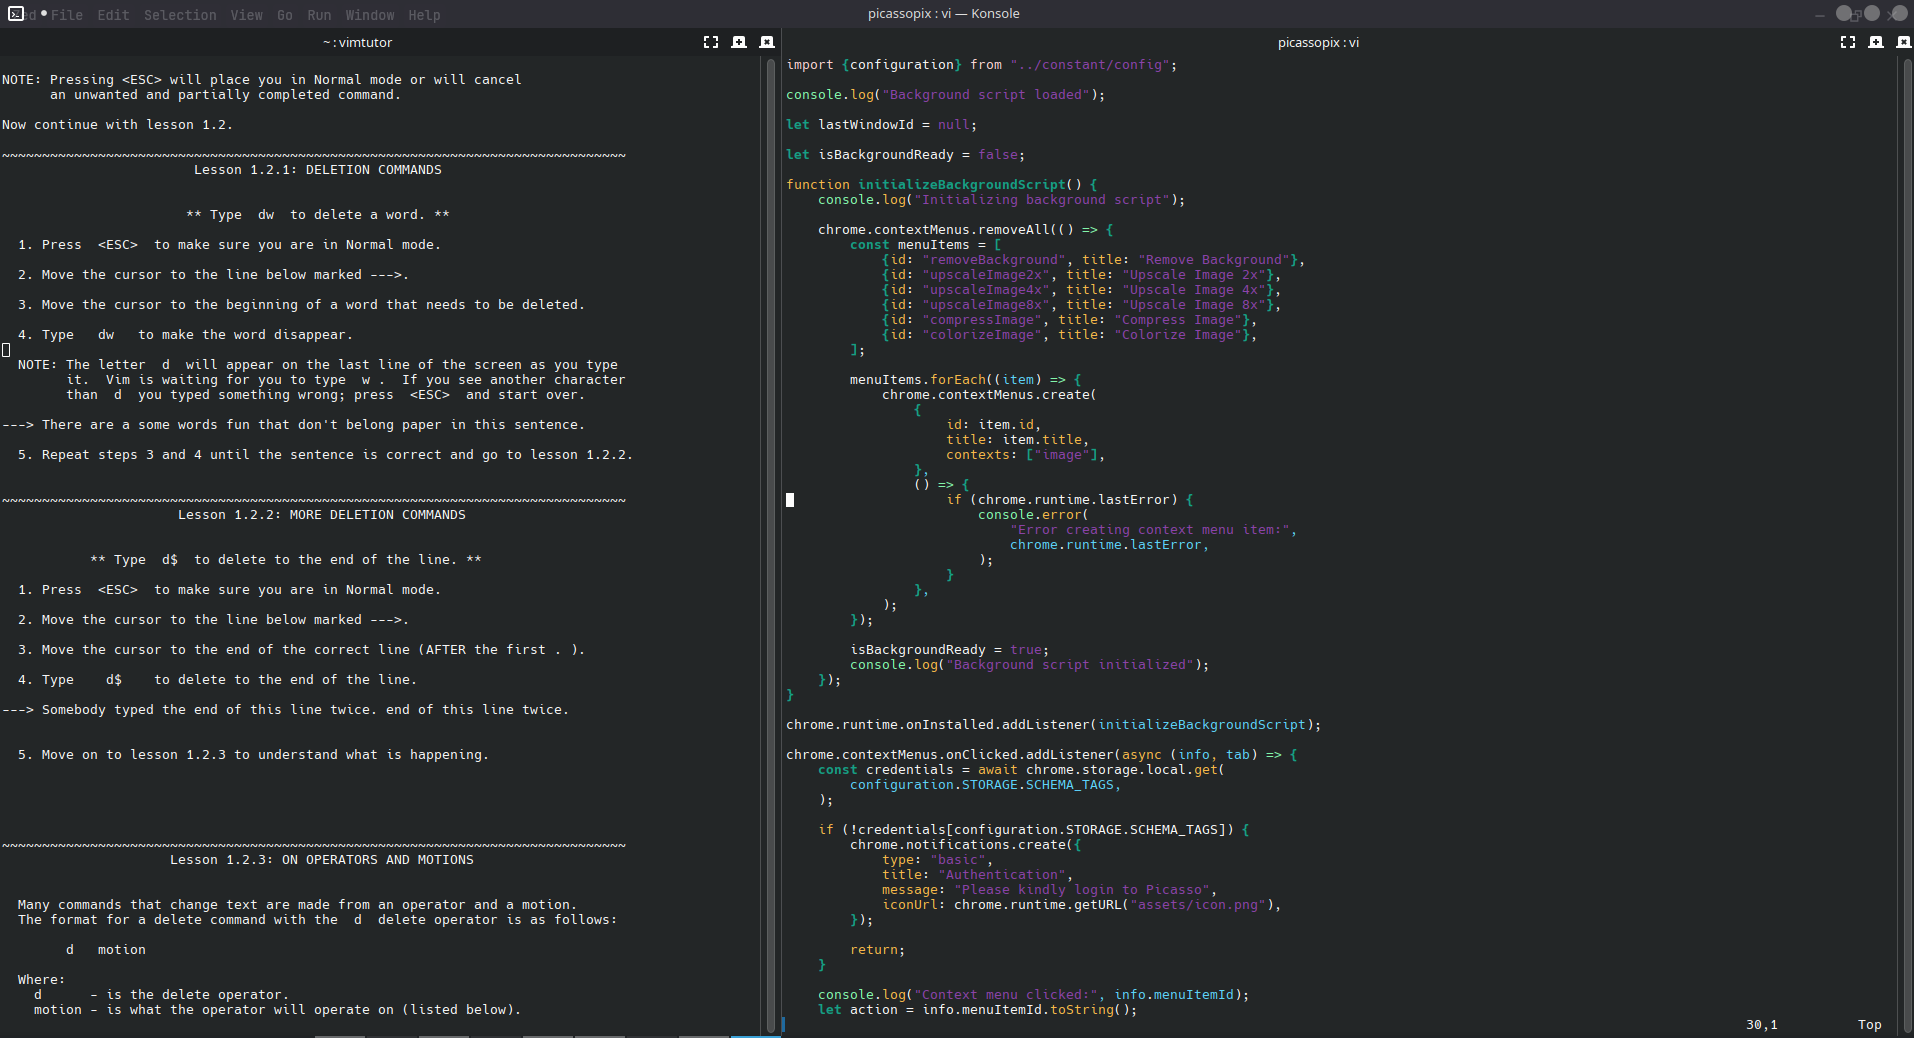 File Edit Selection View Go Run Window Help
picassopix : vi — Konsole
~ : vimtutor
NOTE: Pressing <ESC> will place you in Normal mode or will cancel
      an unwanted and partially completed command.
Now continue with lesson 1.2.
~~~~~~~~~~~~~~~~~~~~~~~~~~~~~~~~~~~~~~~~~~~~~~~~~~~~~~~~~~~~~~~~~~~~~~~~~~~~~~
Lesson 1.2.1: DELETION COMMANDS
** Type  dw  to delete a word. **
  1. Press  <ESC>  to make sure you are in Normal mode.
  2. Move the cursor to the line below marked --->.
  3. Move the cursor to the beginning of a word that needs to be deleted.
  4. Type   dw   to make the word disappear.
  NOTE: The letter  d  will appear on the last line of the screen as you type
        it.  Vim is waiting for you to type  w .  If you see another character
        than  d  you typed something wrong; press  <ESC>  and start over.
---> There are a some words fun that don't belong paper in this sentence.
  5. Repeat steps 3 and 4 until the sentence is correct and go to lesson 1.2.2.
~~~~~~~~~~~~~~~~~~~~~~~~~~~~~~~~~~~~~~~~~~~~~~~~~~~~~~~~~~~~~~~~~~~~~~~~~~~~~~
Lesson 1.2.2: MORE DELETION COMMANDS
** Type  d$  to delete to the end of the line. **
  1. Press  <ESC>  to make sure you are in Normal mode.
  2. Move the cursor to the line below marked --->.
  3. Move the cursor to the end of the correct line (AFTER the first . ).
  4. Type    d$    to delete to the end of the line.
---> Somebody typed the end of this line twice. end of this line twice.
  5. Move on to lesson 1.2.3 to understand what is happening.
~~~~~~~~~~~~~~~~~~~~~~~~~~~~~~~~~~~~~~~~~~~~~~~~~~~~~~~~~~~~~~~~~~~~~~~~~~~~~~
Lesson 1.2.3: ON OPERATORS AND MOTIONS
  Many commands that change text are made from an operator and a motion.
  The format for a delete command with the  d  delete operator is as follows:
        d   motion
  Where:
    d      - is the delete operator.
    motion - is what the operator will operate on (listed below).
picassopix : vi
import {configuration} from "../constant/config";
console.log("Background script loaded");
let lastWindowId = null;
let isBackgroundReady = false;
function initializeBackgroundScript() {
    console.log("Initializing background script");
    chrome.contextMenus.removeAll(() => {
        const menuItems = [
            {id: "removeBackground", title: "Remove Background"},
            {id: "upscaleImage2x", title: "Upscale Image 2x"},
            {id: "upscaleImage4x", title: "Upscale Image 4x"},
            {id: "upscaleImage8x", title: "Upscale Image 8x"},
            {id: "compressImage", title: "Compress Image"},
            {id: "colorizeImage", title: "Colorize Image"},
        ];
        menuItems.forEach((item) => {
            chrome.contextMenus.create(
                {
                    id: item.id,
                    title: item.title,
                    contexts: ["image"],
                },
                () => {
                    if (chrome.runtime.lastError) {
                        console.error(
                            "Error creating context menu item:",
                            chrome.runtime.lastError,
                        );
                    }
                },
            );
        });
        isBackgroundReady = true;
        console.log("Background script initialized");
    });
}
chrome.runtime.onInstalled.addListener(initializeBackgroundScript);
chrome.contextMenus.onClicked.addListener(async (info, tab) => {
    const credentials = await chrome.storage.local.get(
        configuration.STORAGE.SCHEMA_TAGS,
    );
    if (!credentials[configuration.STORAGE.SCHEMA_TAGS]) {
        chrome.notifications.create({
            type: "basic",
            title: "Authentication",
            message: "Please kindly login to Picasso",
            iconUrl: chrome.runtime.getURL("assets/icon.png"),
        });
        return;
    }
    console.log("Context menu clicked:", info.menuItemId);
    let action = info.menuItemId.toString();
30,1          Top